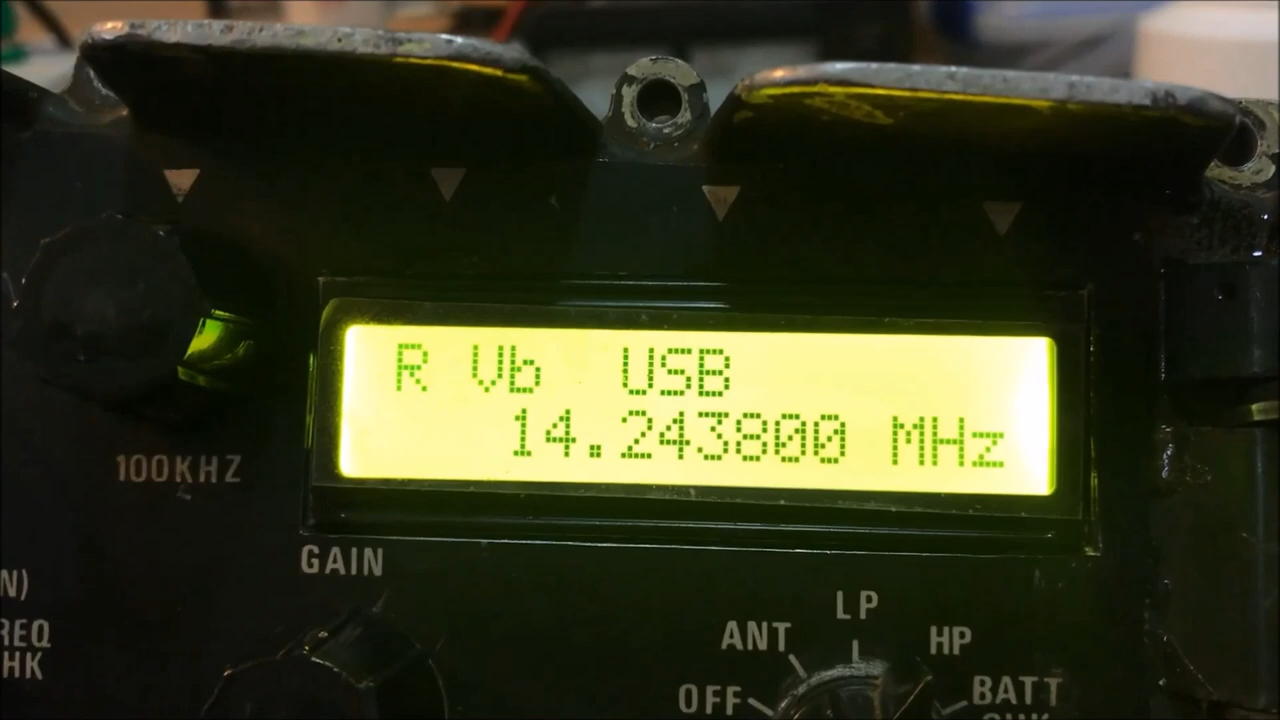 R Vb USB
14.243800 MHz
100KHZ
GAIN
N)
REQ
HK
LP
ANT
HP
OFF
BATT